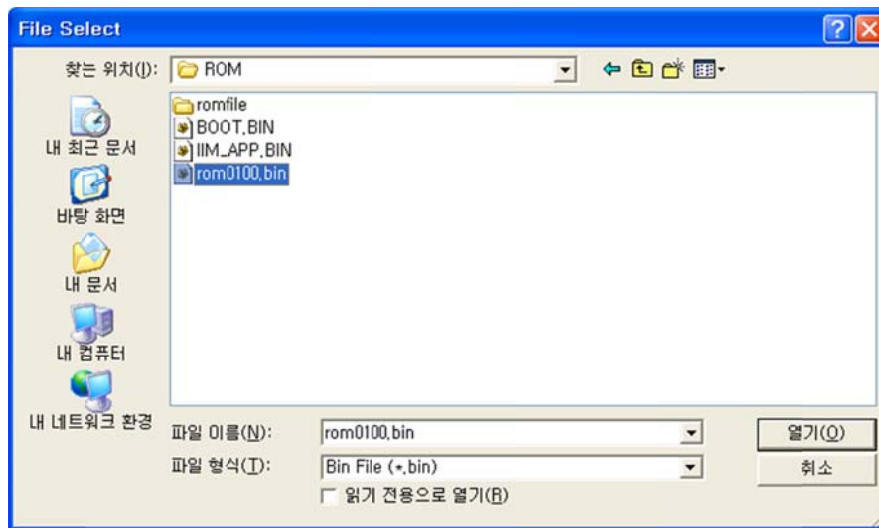 File Select
찾는 위치(I): ROM
내 최근 문서
바탕 화면
내 문서
내 컴퓨터
내 네트워크 환경
romfile
BOOT.BIN
IIM_APP.BIN
rom0100.bin
파일 이름(N): rom0100.bin 열기(O)
파일 형식(T): Bin File (*.bin) 취소
읽기 전용으로 열기(R)